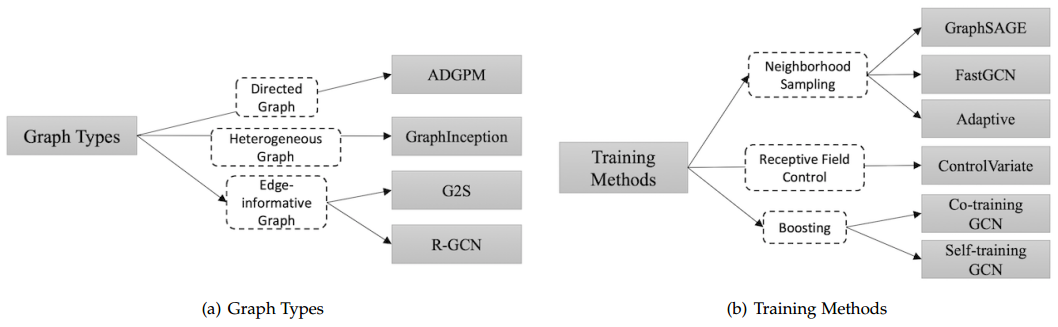 Graph Types
Directed
Graph
Heterogeneous
Graph
Edge-
informative
Graph
ADGPM
GraphInception
G2S
R-GCN
(a) Graph Types
Training
Methods
Neighborhood
Sampling
Receptive Field
Control
Boosting
GraphSAGE
FastGCN
Adaptive
ControlVariate
Co-training
GCN
Self-training
GCN
(b) Training Methods